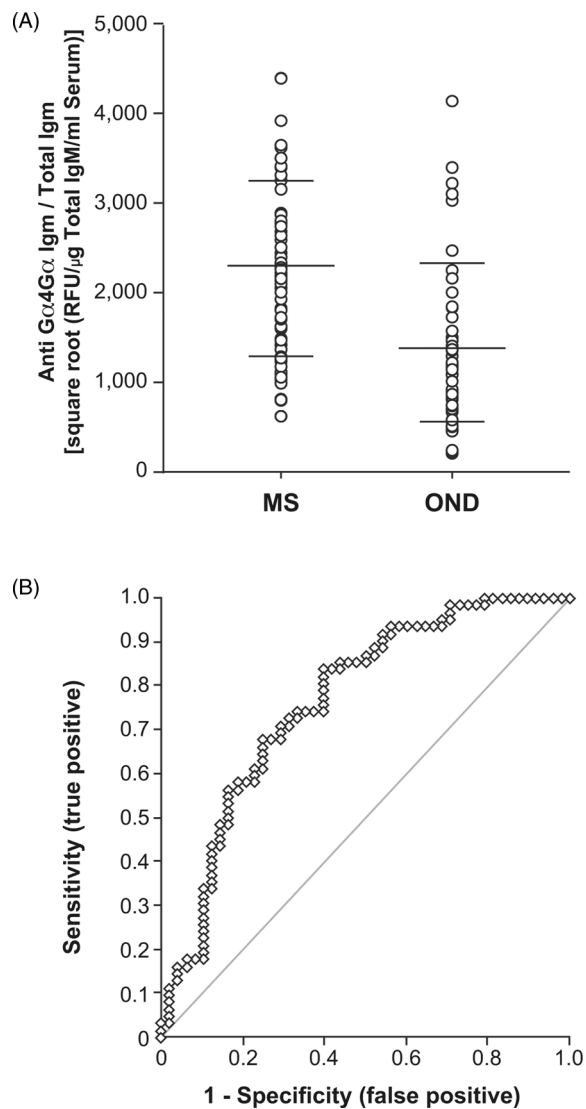 (A)
Anti Gα4Gα Igm / Total Igm
[square root (RFU/μg Total IgM/ml Serum)]
5,000
4,000
3,000
2,000
1,000
0
MS OND
(B)
Sensitivity (true positive)
1.0
0.9
0.8
0.7
0.6
0.5
0.4
0.3
0.2
0.1
0
0 0.2 0.4 0.6 0.8 1.0
1 - Specificity (false positive)